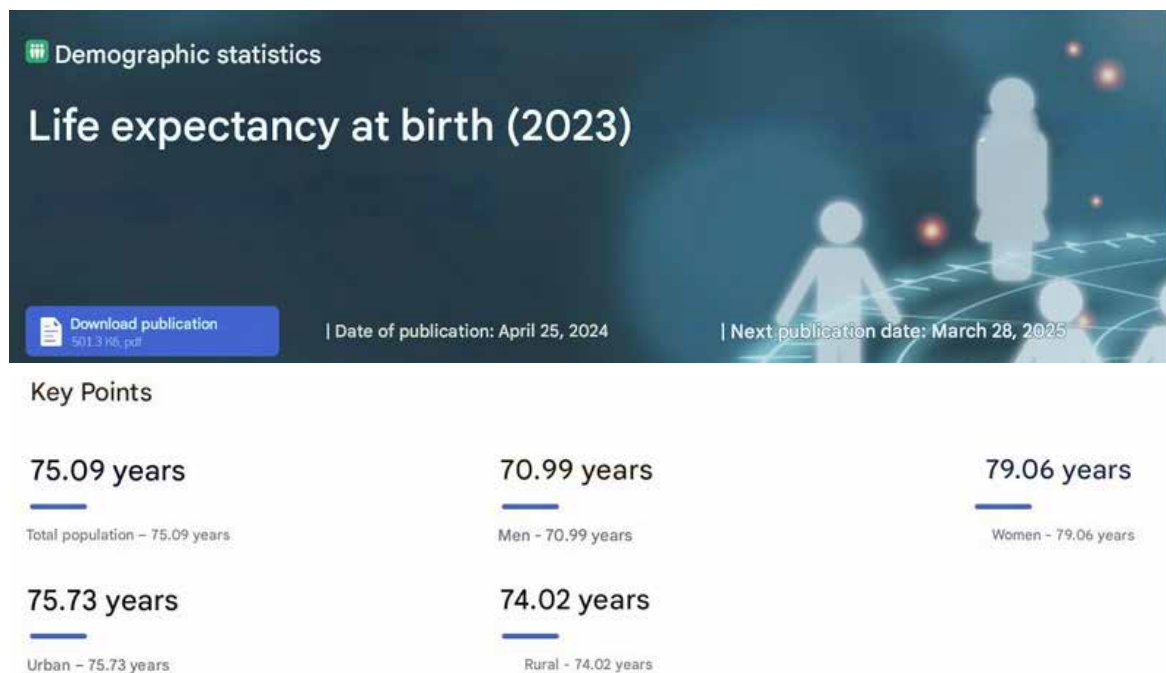 Demographic statistics
Life expectancy at birth (2023)
Download publication
501.3 Кб, pdf
| Date of publication: April 25, 2024
| Next publication date: March 28, 2025
Key Points
75.09 years
70.99 years
79.06 years
Total population – 75.09 years
Men - 70.99 years
Women - 79.06 years
75.73 years
74.02 years
Urban – 75.73 years
Rural - 74.02 years